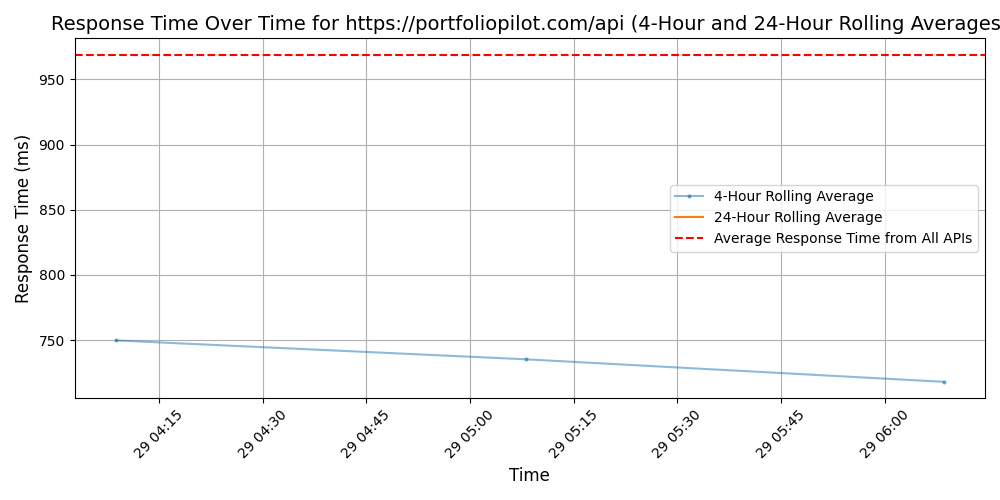 Response Time Over Time for https://portfoliopilot.com/api (4-Hour and 24-Hour Rolling Averages
Response Time (ms)
950
900
850
800
750
4-Hour Rolling Average
24-Hour Rolling Average
Average Response Time from All APIs
29 04:15
29 04:30
29 04:45
29 05:00
29 05:15
29 05:30
29 05:45
29 06:00
Time